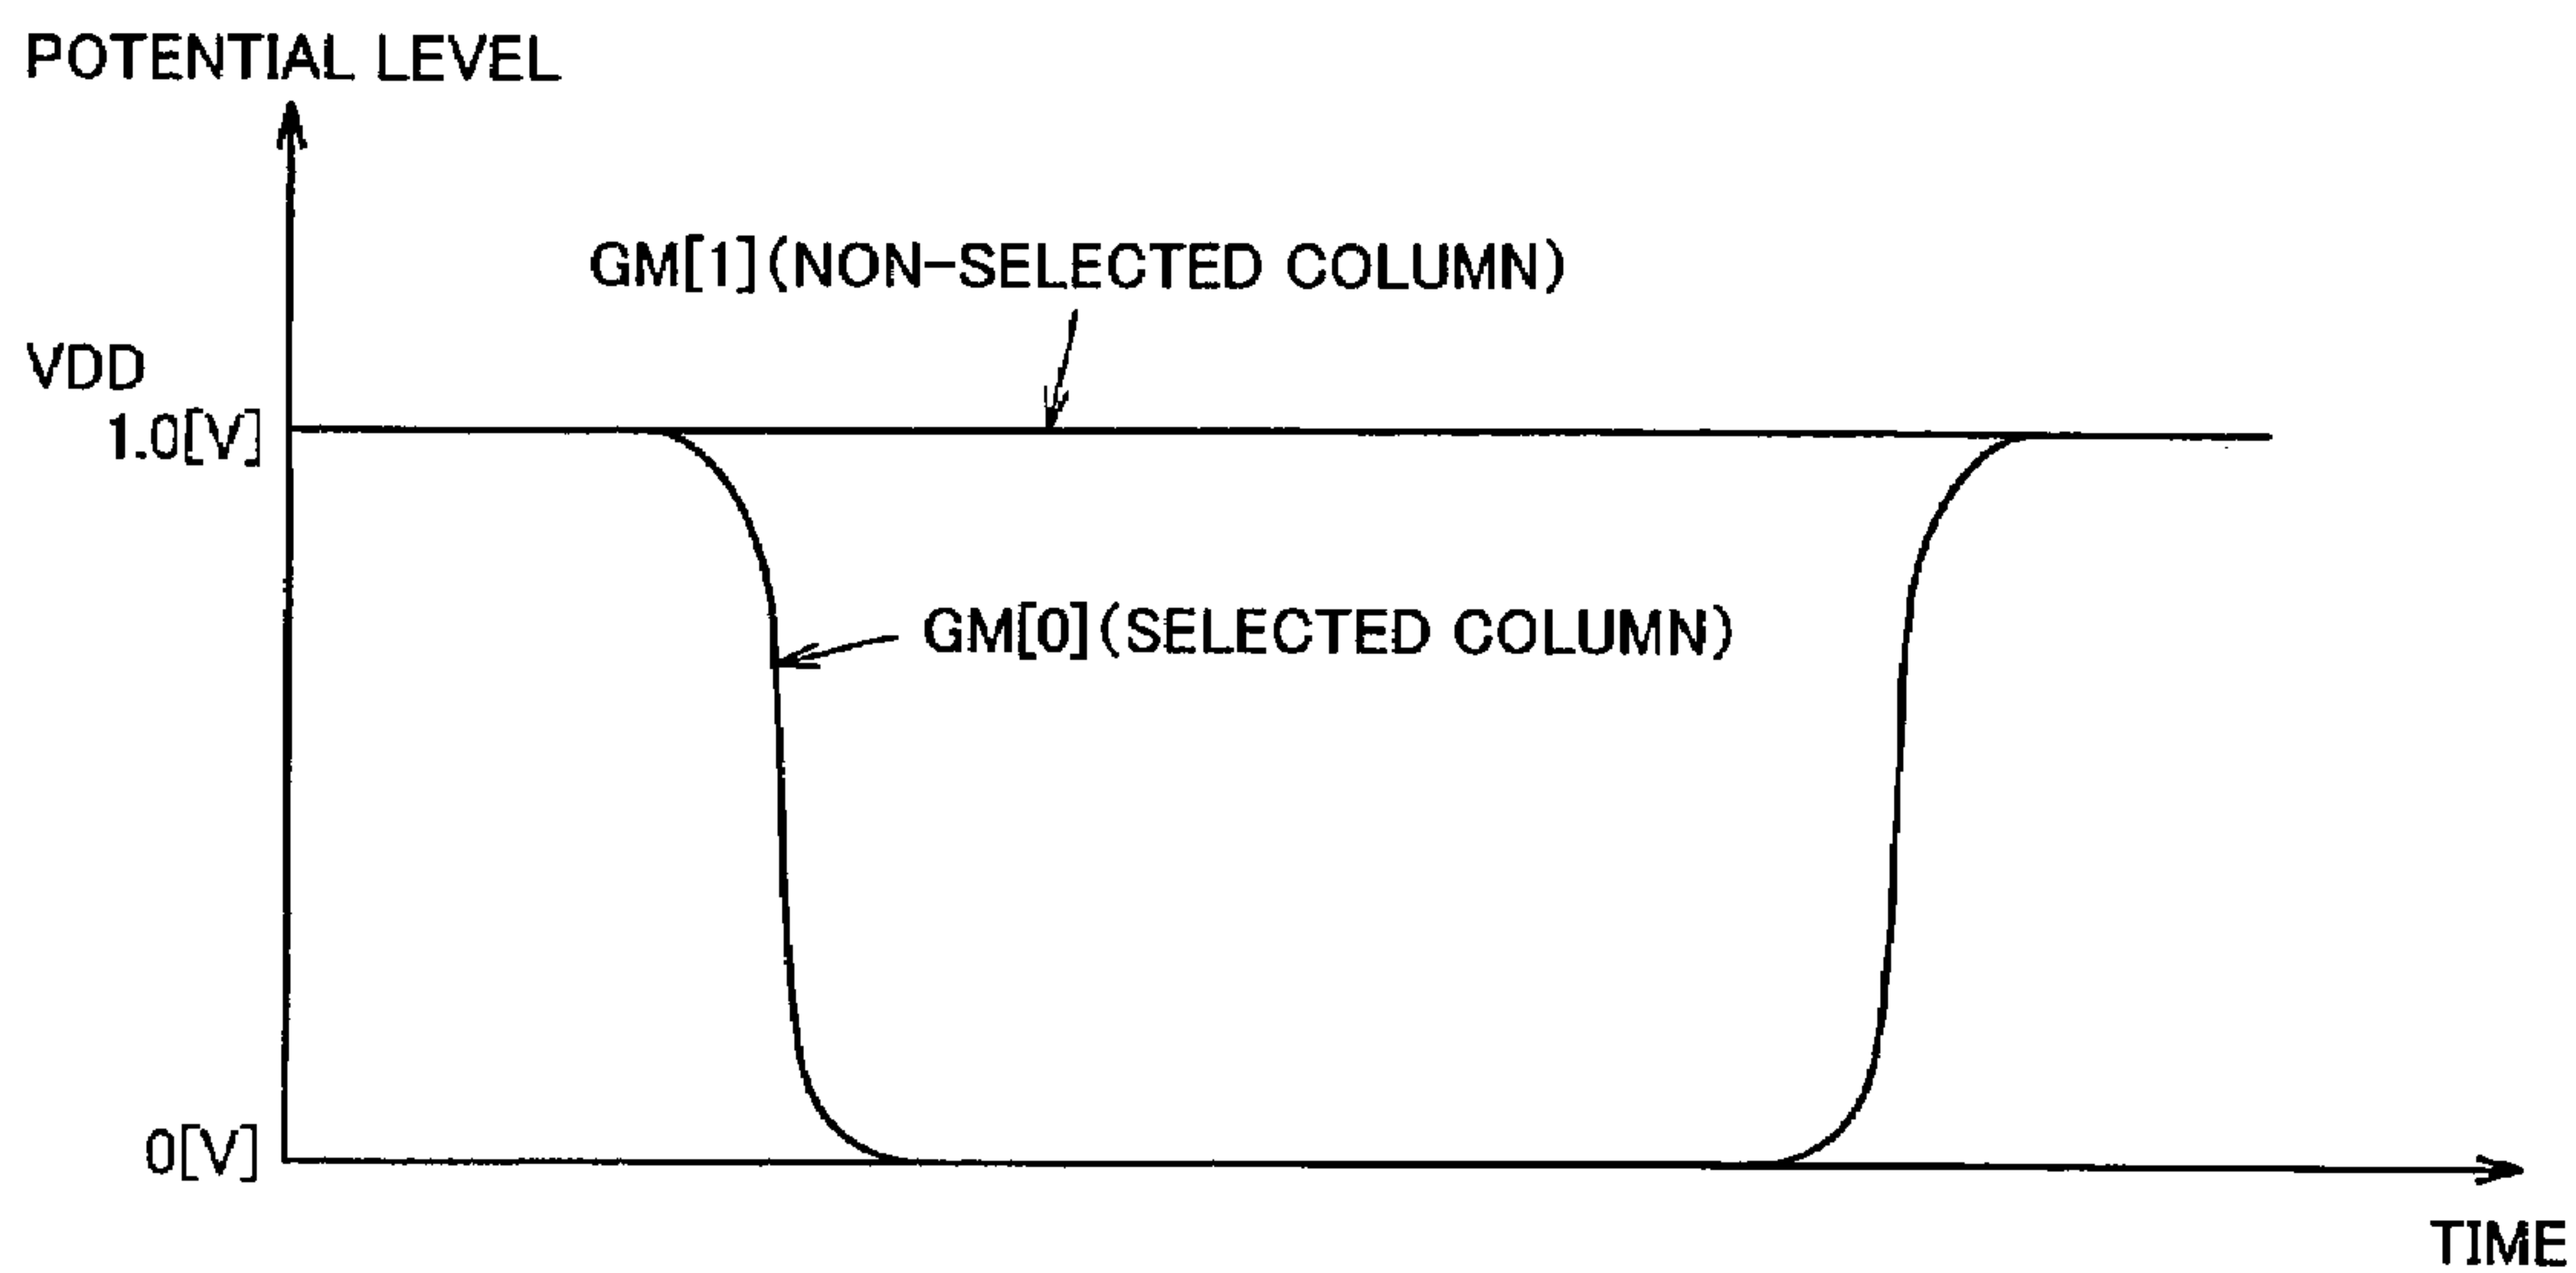 POTENTIAL LEVEL
GM[1](NON-SELECTED COLUMN)
VDD
1.0[V]
GM[0](SELECTED COLUMN)
0[V]
TIME